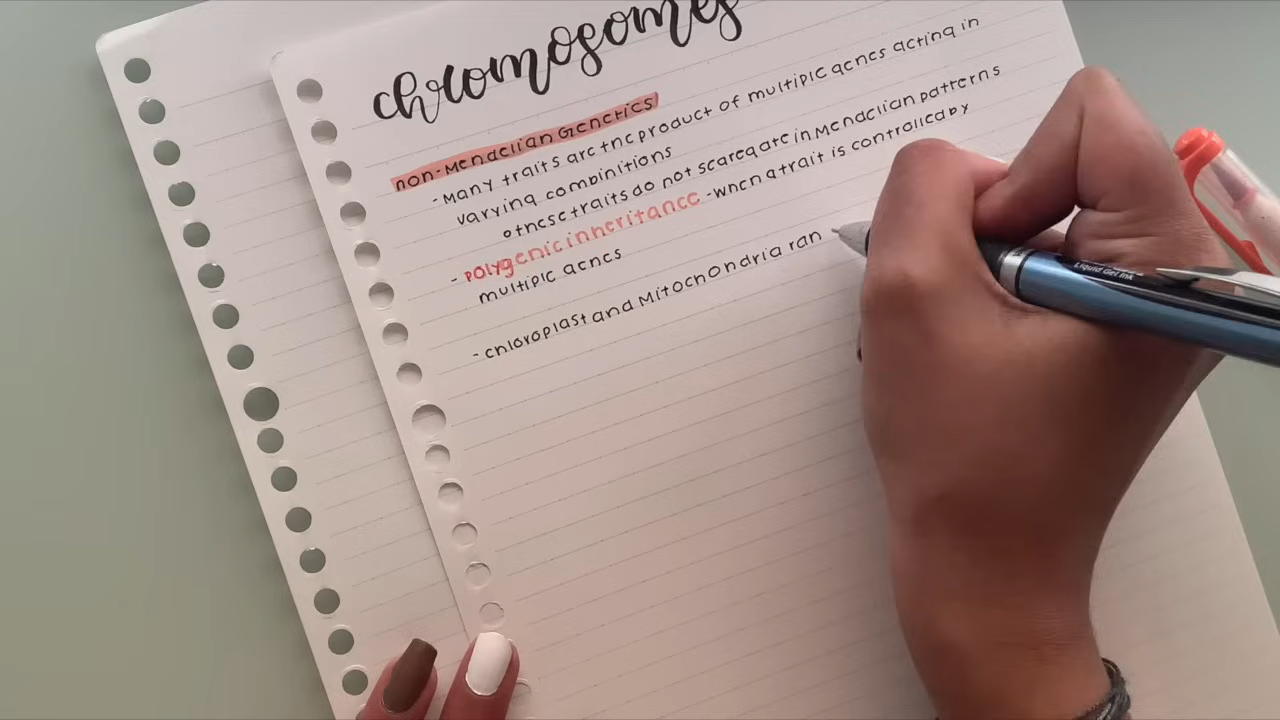 chromosomes
non-Mendelian Genetics
- Many traits are the product of multiple genes acting in
varying combinitions
◦ these traits do not segregate in Mendelian patterns
- polygenic inheritance - when a trait is controlled by
multiple genes
- chloroplast and Mitochondria ran
Liquid Gel Ink